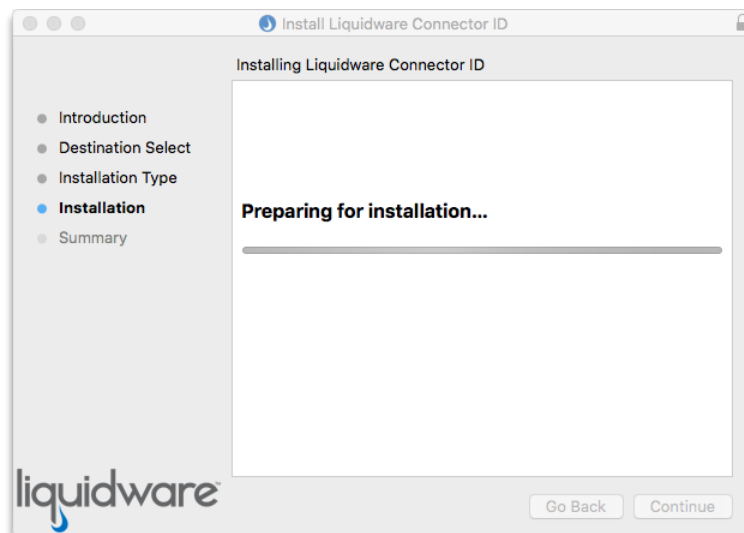 Install Liquidware Connector ID
Installing Liquidware Connector ID
Introduction
Destination Select
Installation Type
Installation
Summary
Preparing for installation...
liquidware™
Go Back
Continue